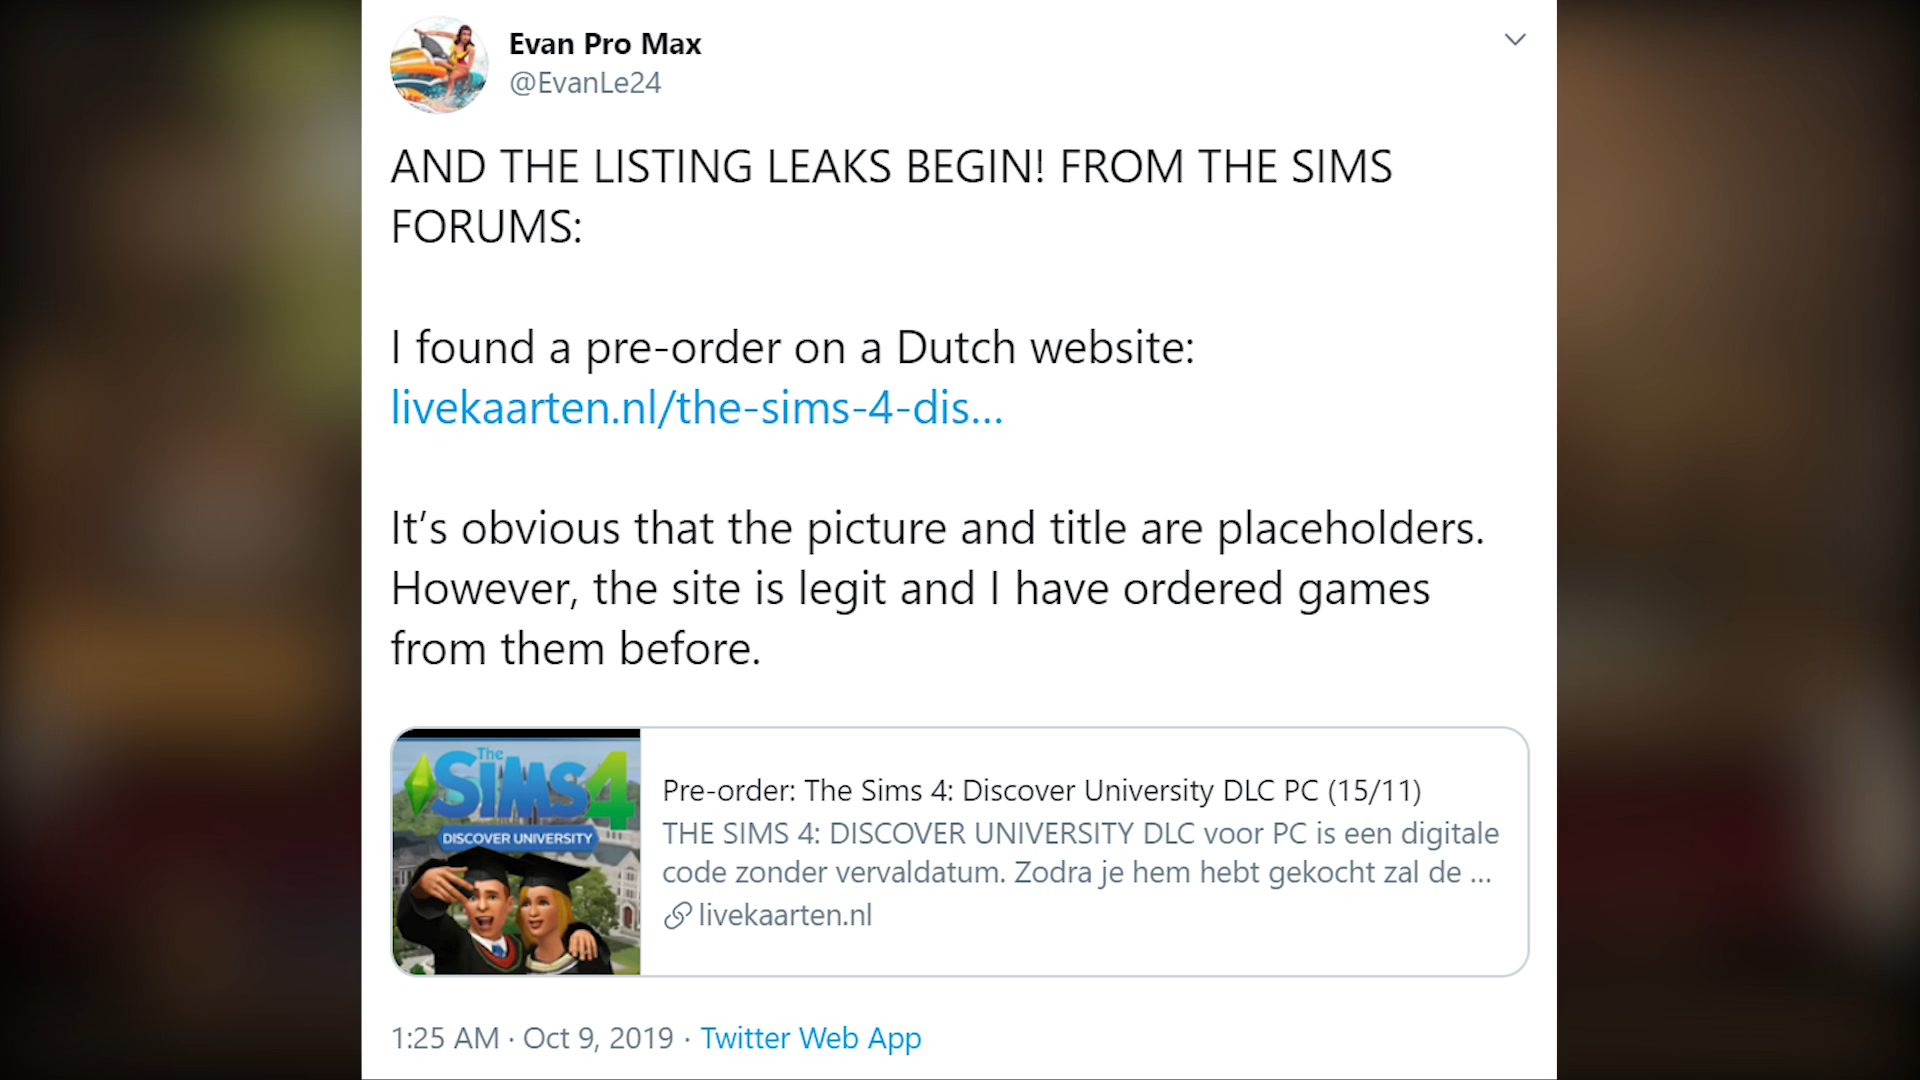 Evan Pro Max
@EvanLe24
AND THE LISTING LEAKS BEGIN! FROM THE SIMS
FORUMS:
I found a pre-order on a Dutch website:
livekaarten.nl/the-sims-4-dis...
It’s obvious that the picture and title are placeholders.
However, the site is legit and I have ordered games
from them before.
The
SIMS 4
DISCOVER UNIVERSITY
Pre-order: The Sims 4: Discover University DLC PC (15/11)
THE SIMS 4: DISCOVER UNIVERSITY DLC voor PC is een digitale
code zonder vervaldatum. Zodra je hem hebt gekocht zal de ...
livekaarten.nl
1:25 AM · Oct 9, 2019 · Twitter Web App